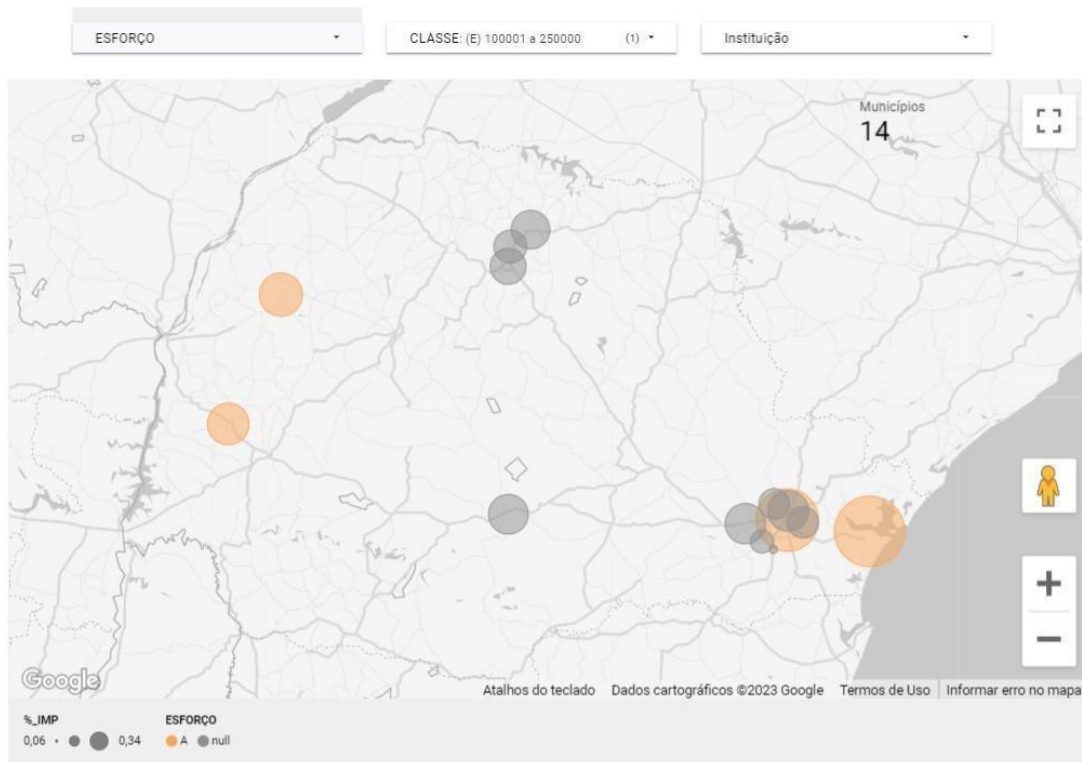 ESFORÇO
CLASSE: (E) 100001 a 250000 (1)
Instituição
Municípios
14
Google
Atalhos do teclado Dados cartográficos ©2023 Google Termos de Uso Informar erro no mapa
%_IMP ESFORÇO
0,06 0,34 A null